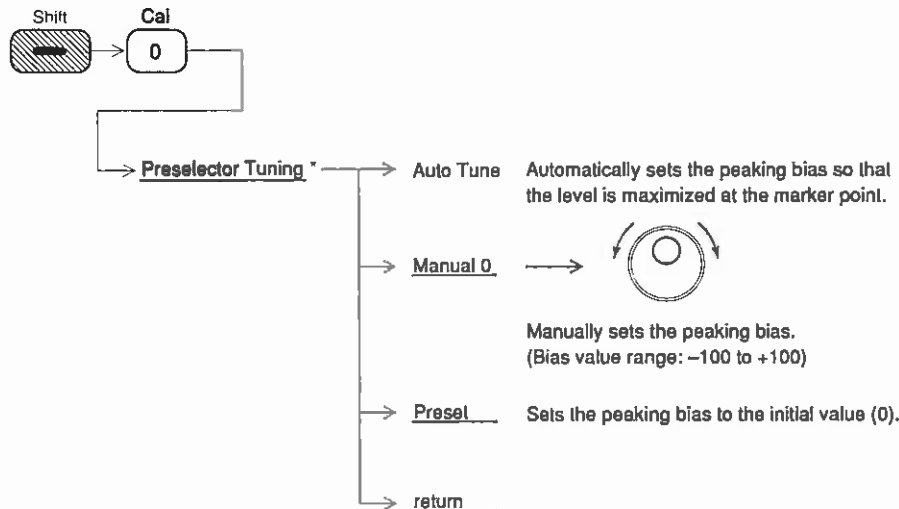 Shift
Cal
0
Preselector Tuning *
Auto Tune
Automatically sets the peaking bias so that
the level is maximized at the marker point.
Manual 0
Manually sets the peaking bias.
(Bias value range: –100 to +100)
Preset
Sets the peaking bias to the initial value (0).
return